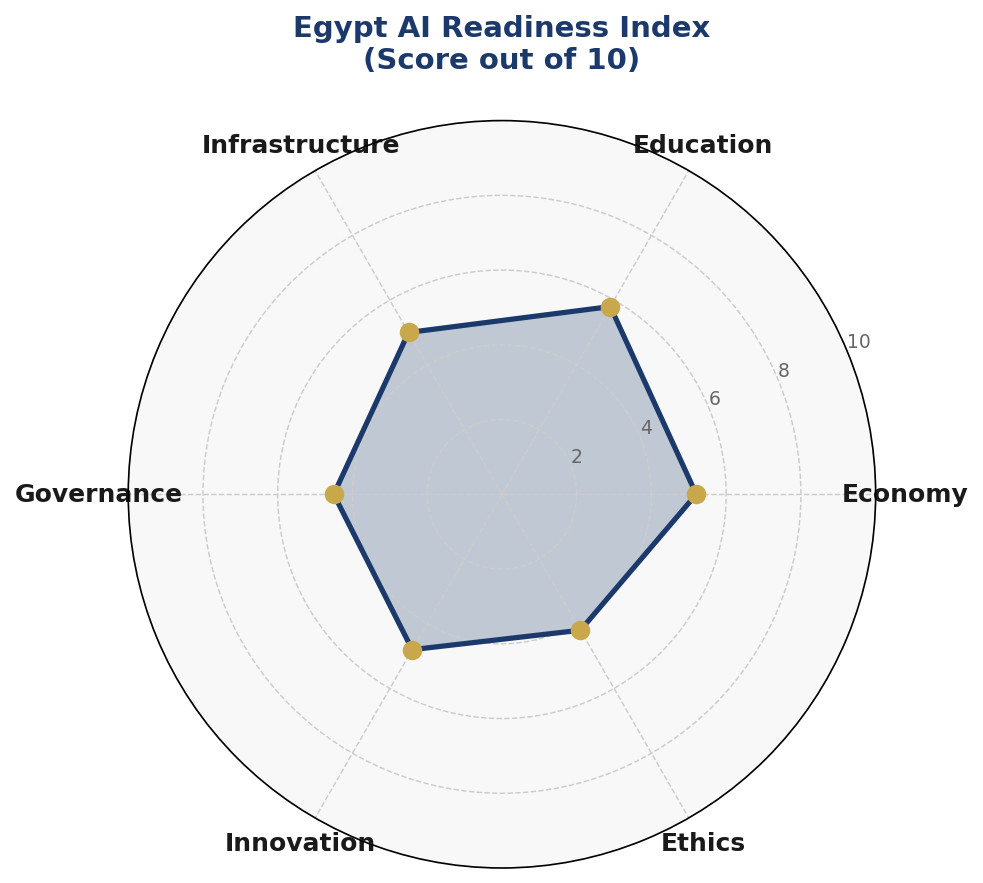 Egypt AI Readiness Index
(Score out of 10)
Infrastructure
Education
10
8
6
4
2
Governance
Economy
Innovation
Ethics